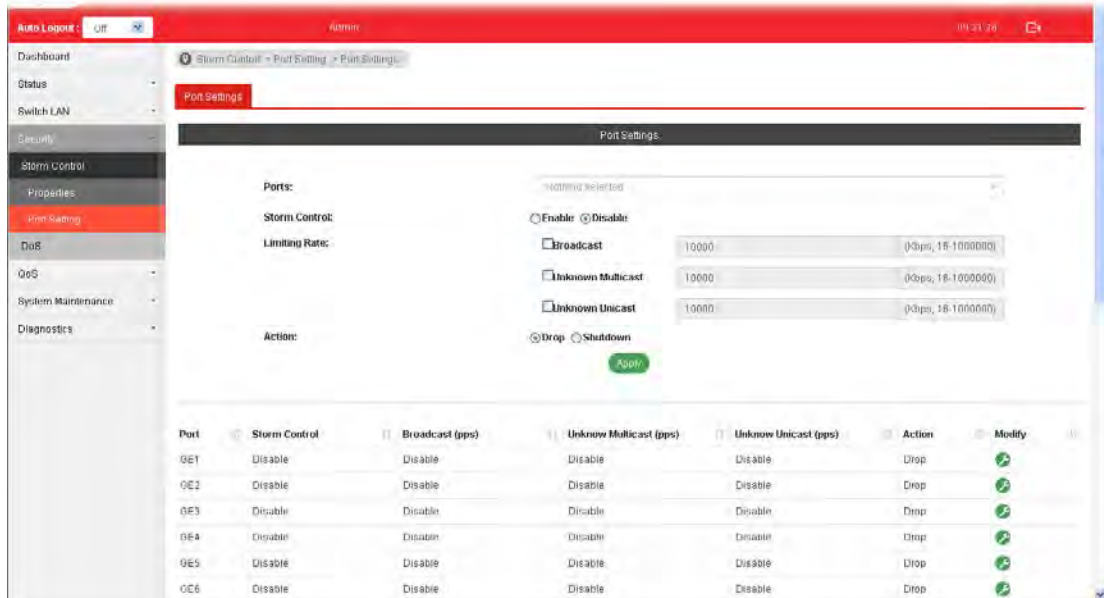 Auto Logout : Off Admin
Dashboard
Status
Switch LAN
Security
Storm Control
Properties
Port Setting
DoS
QoS
System Maintenance
Diagnostics
Storm Control > Port Setting > Port Settings
Port Settings
Port Settings
Ports: Nothing selected
Storm Control: Enable Disable
Limiting Rate: Broadcast 10000 (Kbps, 16-1000000)
Unknown Multicast 10000 (Kbps, 16-1000000)
Unknown Unicast 10000 (Kbps, 16-1000000)
Action: Drop Shutdown
Apply
Port Storm Control Broadcast (pps) Unknow Multicast (pps) Unknow Unicast (pps) Action Modify
GE1 Disable Disable Disable Disable Drop
GE2 Disable Disable Disable Disable Drop
GE3 Disable Disable Disable Disable Drop
GE4 Disable Disable Disable Disable Drop
GE5 Disable Disable Disable Disable Drop
GE6 Disable Disable Disable Disable Drop